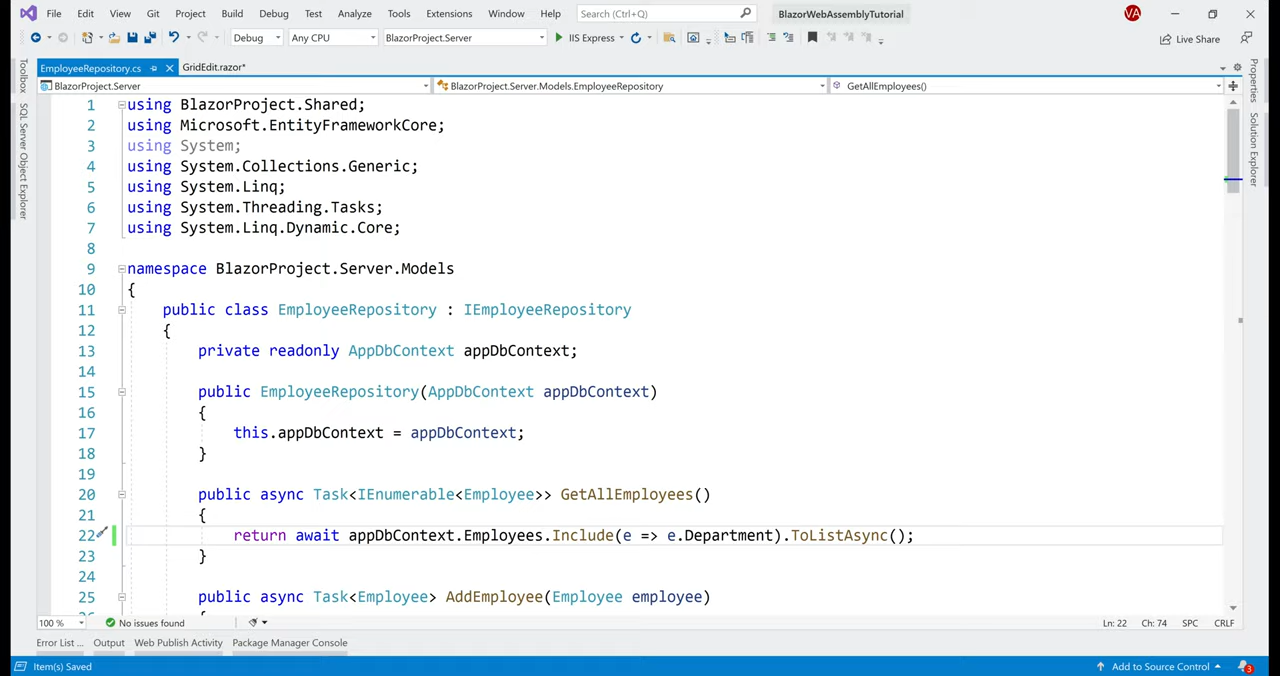 File Edit View Git Project Build Debug Test Analyze Tools Extensions Window Help Search (Ctrl+Q) BlazorWebAssemblyTutorial VA
Debug Any CPU BlazorProject.Server IIS Express Live Share
EmployeeRepository.cs GridEdit.razor*
BlazorProject.Server BlazorProject.Server.Models.EmployeeRepository GetAllEmployees()
Toolbox
SQL Server Object Explorer
Properties
Solution Explorer
1 using BlazorProject.Shared;
2 using Microsoft.EntityFrameworkCore;
3 using System;
4 using System.Collections.Generic;
5 using System.Linq;
6 using System.Threading.Tasks;
7 using System.Linq.Dynamic.Core;
8
9 namespace BlazorProject.Server.Models
10 {
11 public class EmployeeRepository : IEmployeeRepository
12 {
13 private readonly AppDbContext appDbContext;
14
15 public EmployeeRepository(AppDbContext appDbContext)
16 {
17 this.appDbContext = appDbContext;
18 }
19
20 public async Task<IEnumerable<Employee>> GetAllEmployees()
21 {
22 return await appDbContext.Employees.Include(e => e.Department).ToListAsync();
23 }
24
25 public async Task<Employee> AddEmployee(Employee employee)
100 % No issues found Ln: 22 Ch: 74 SPC CRLF
Error List ... Output Web Publish Activity Package Manager Console
Item(s) Saved Add to Source Control 3